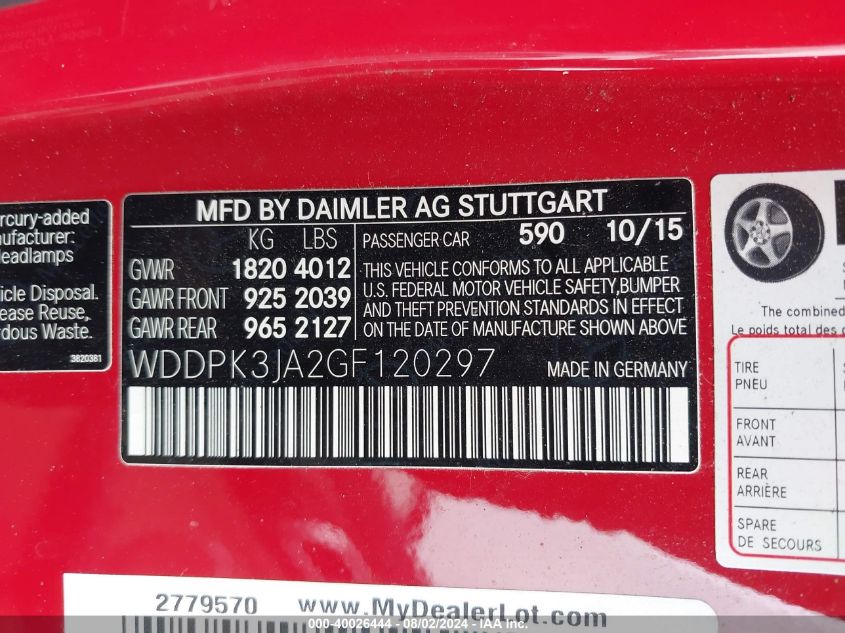 rcury-added
nufacturer:
eadlamps
icle Disposal.
lease Reuse,
rdous Waste.
3820381
MFD BY DAIMLER AG STUTTGART
KG LBS
GVWR 1820 4012
GAWR FRONT 925 2039
GAWR REAR 965 2127
PASSENGER CAR 590 10/15
THIS VEHICLE CONFORMS TO ALL APPLICABLE
U.S. FEDERAL MOTOR VEHICLE SAFETY,BUMPER
AND THEFT PREVENTION STANDARDS IN EFFECT
ON THE DATE OF MANUFACTURE SHOWN ABOVE
WDDPK3JA2GF120297 MADE IN GERMANY
The combined
Le poids total des
TIRE
PNEU
FRONT
AVANT
REAR
ARRIÈRE
SPARE
DE SECOURS
2779570 www.MyDealerLot.com
000-40026444 - 08/02/2024 - IAA, Inc.